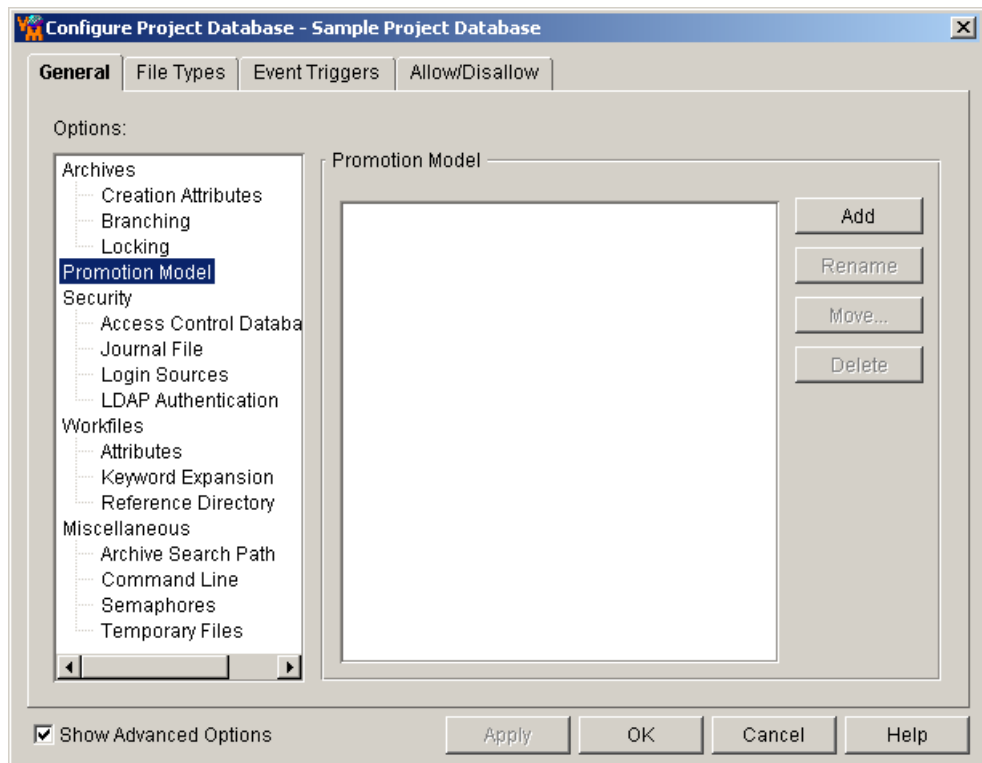 Configure Project Database - Sample Project Database
General
File Types
Event Triggers
Allow/Disallow
Options:
Archives
Creation Attributes
Branching
Locking
Promotion Model
Security
Access Control Databa
Journal File
Login Sources
LDAP Authentication
Workfiles
Attributes
Keyword Expansion
Reference Directory
Miscellaneous
Archive Search Path
Command Line
Semaphores
Temporary Files
Promotion Model
Add
Rename
Move...
Delete
Show Advanced Options
Apply
OK
Cancel
Help